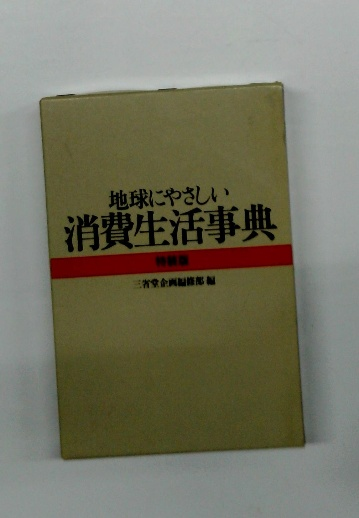 地球にやさしい
消費生活事典
三省堂企画編修部 編